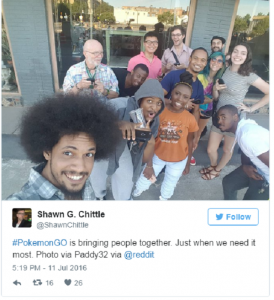 Shawn G. Chittle
@ShawnChittle
Follow
#PokemonGO is bringing people together. Just when we need it
most. Photo via Paddy32 via @reddit
5:19 PM - 11 Jul 2016
16 26